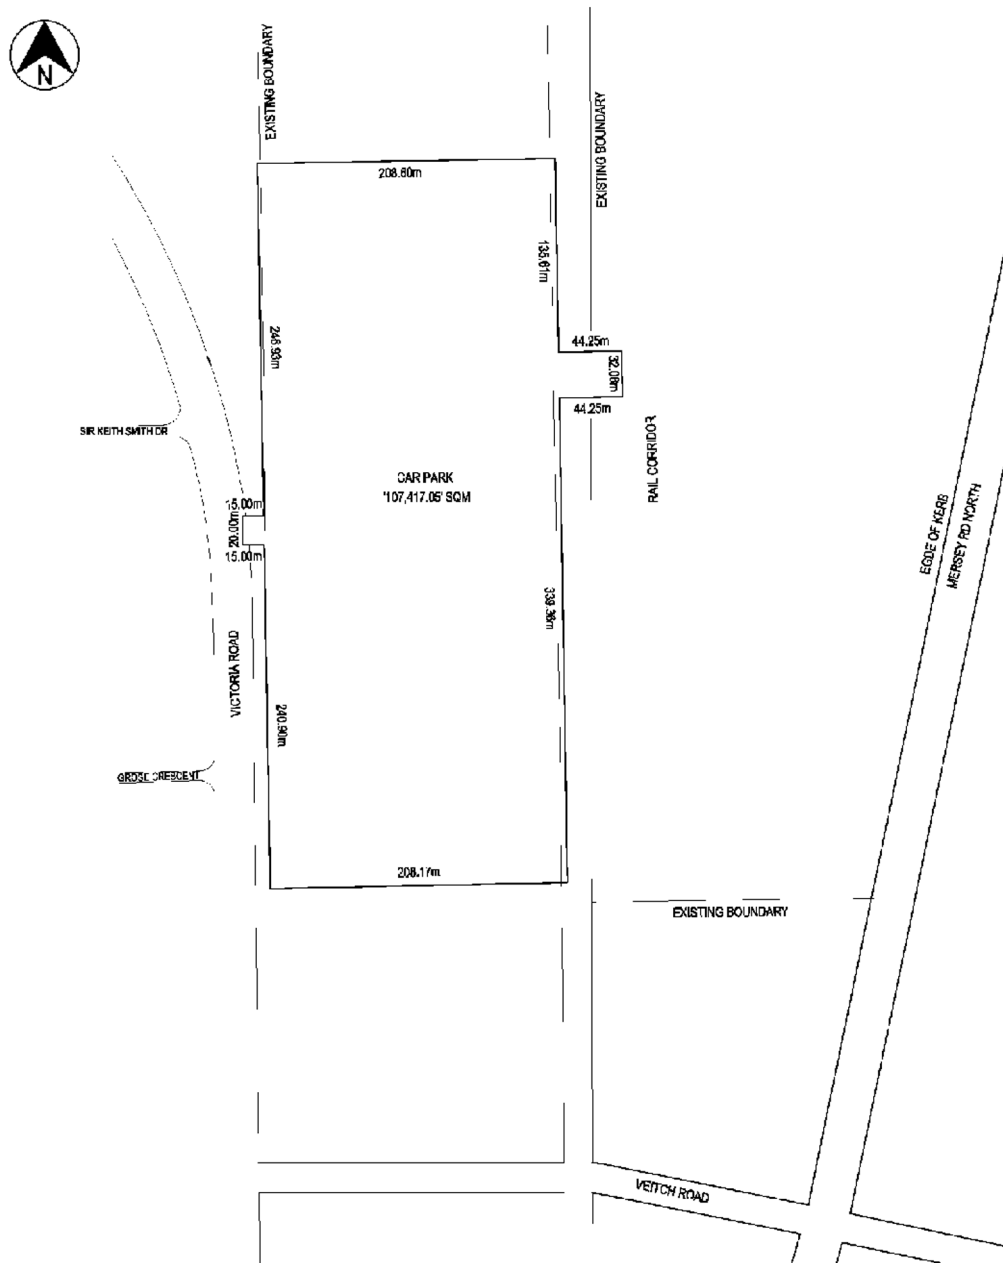 N
EXISTING BOUNDARY
EXISTING BOUNDARY
208.60m
135.61m
246.93m
44.25m
32.08m
44.25m
SIR KEITH SMITH DR
RAIL CORRIDOR
CAR PARK
'107,417.05' SQM
15.00m
20.00m
15.00m
EGDE OF KERB
MERSEY RD NORTH
339.36m
VICTORIA ROAD
240.90m
GROSE CRESCENT
208.17m
EXISTING BOUNDARY
VEITCH ROAD